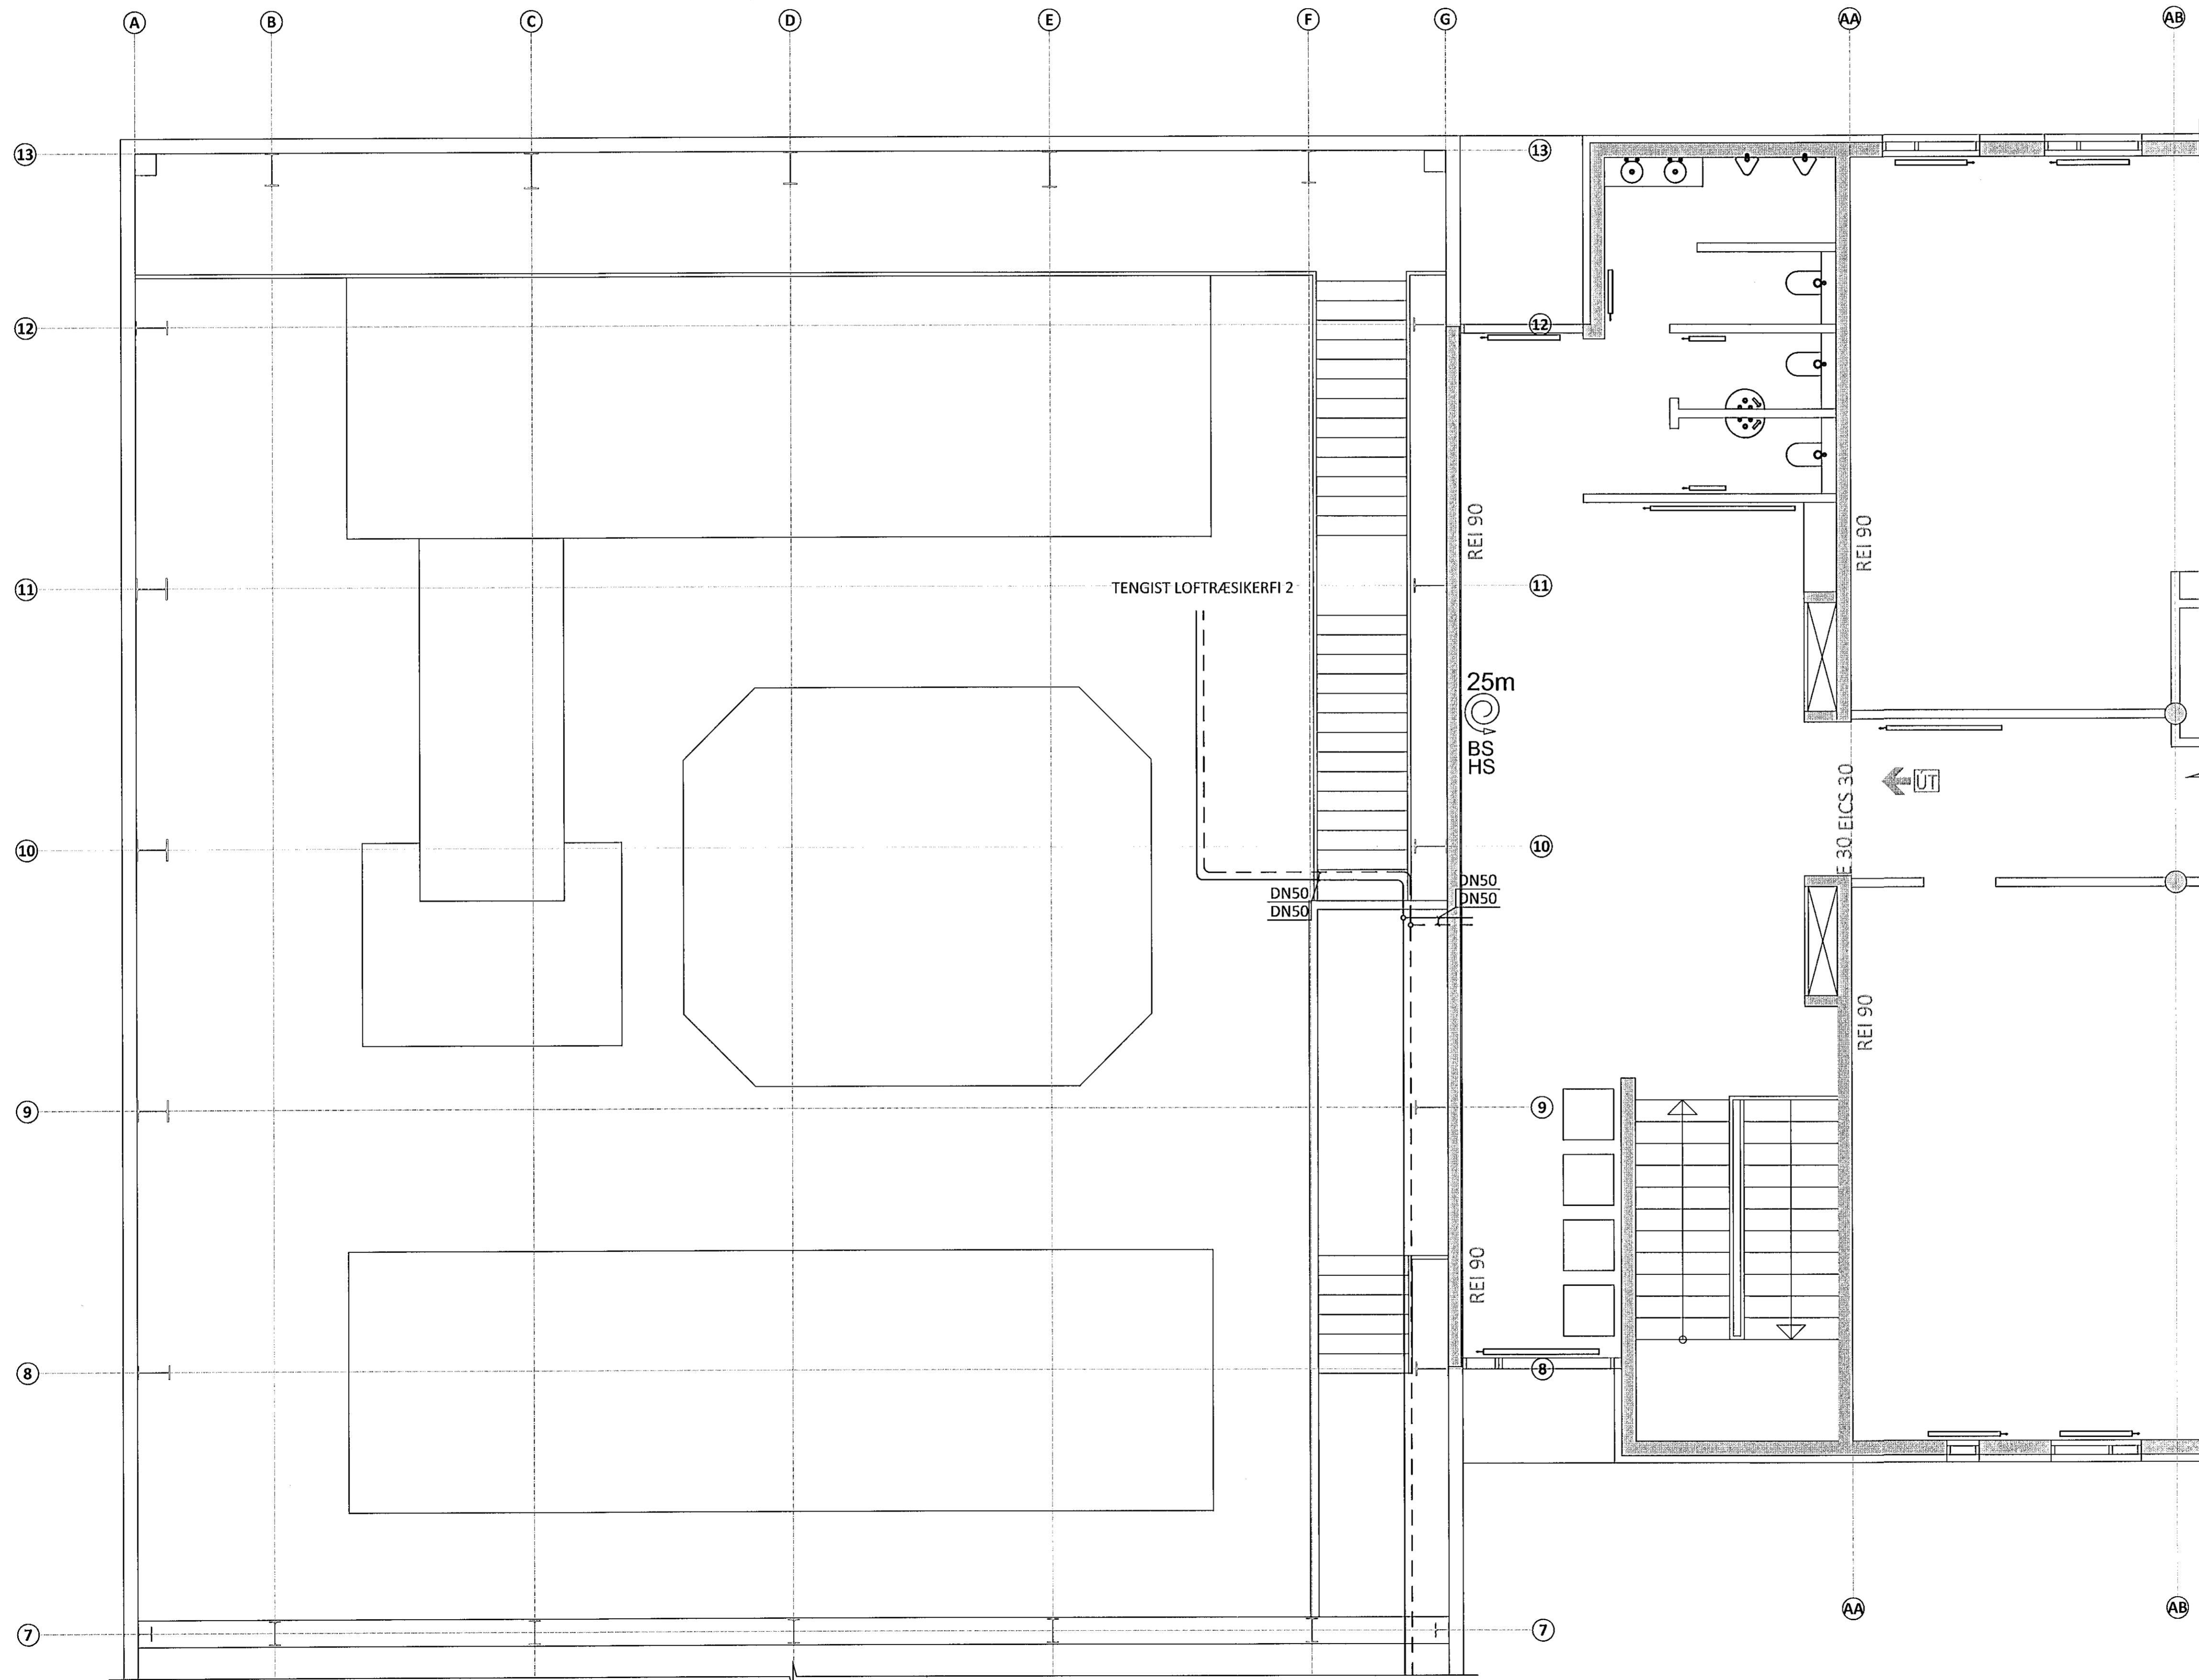 A B C D E F G AA AB
13 13
12 12
REI 90
REI 90
11 TENGIST LOFTRÆSIKERFI 2 11
25m
BS
HS
ÚT
E 30 EICS 30
10 10
DN50 DN50
DN50 DN50
REI 90
9 9
REI 90
8 8
AA AB
7 7